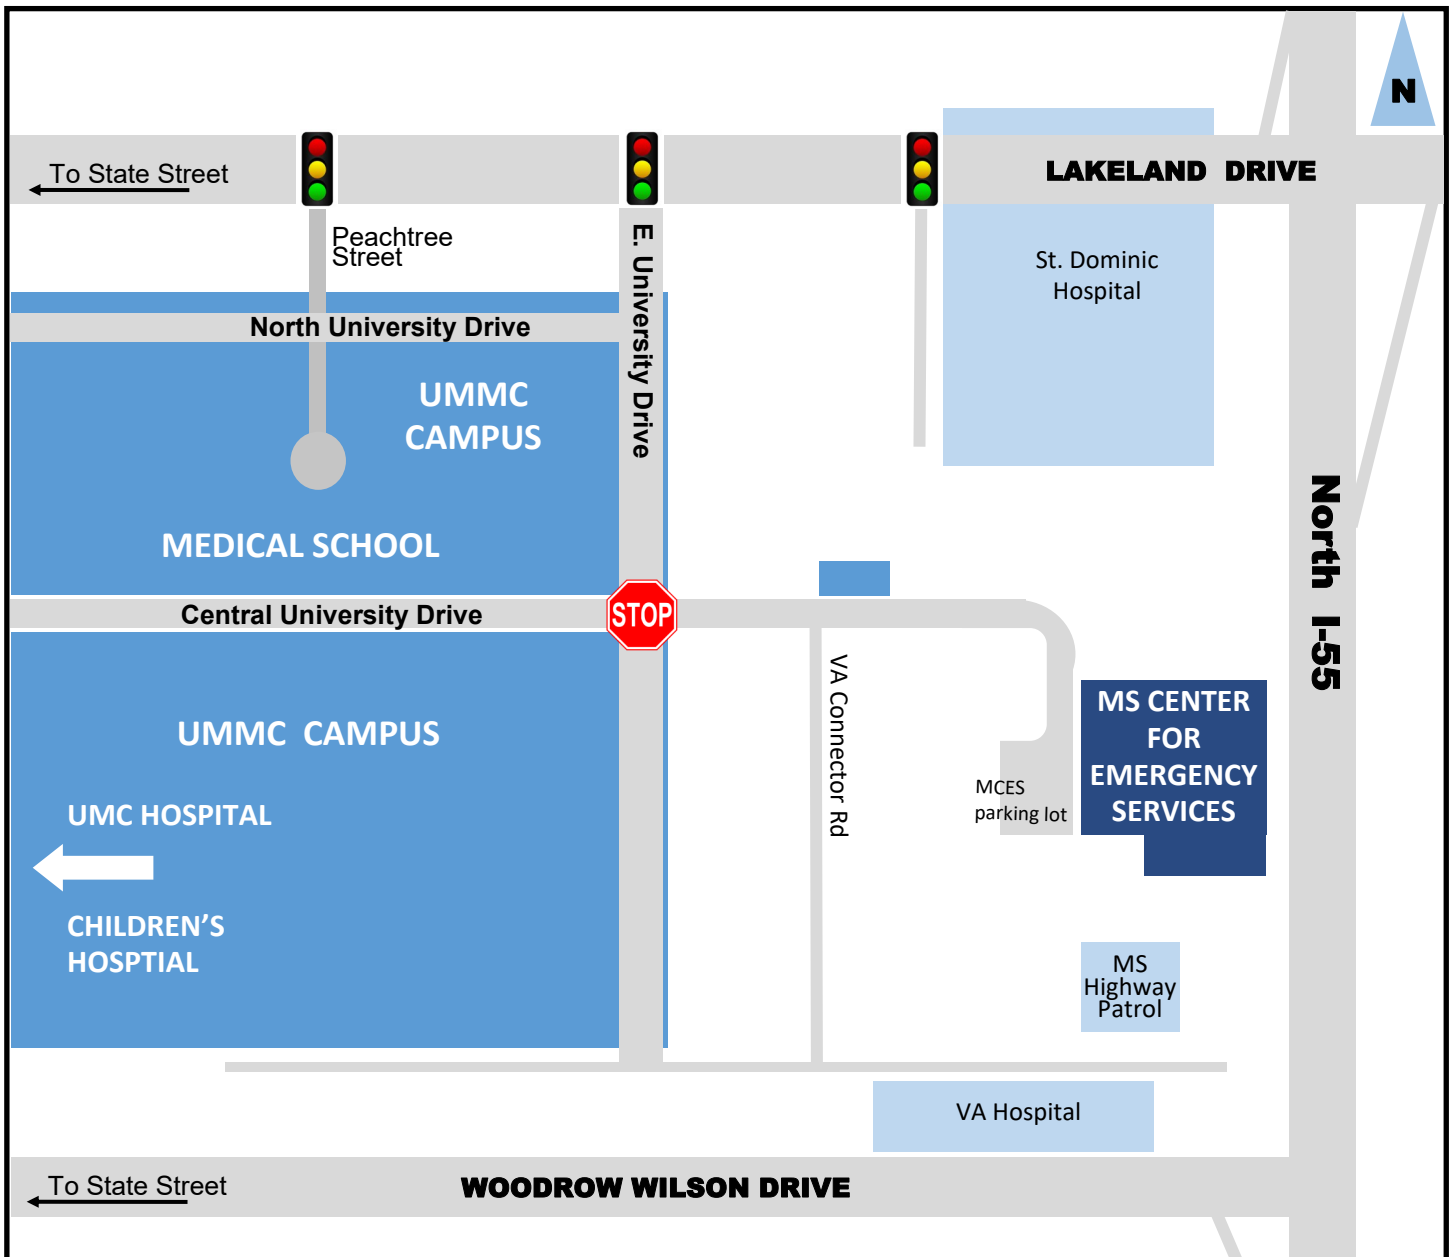 N
To State Street
LAKELAND DRIVE
Peachtree
Street
E. University Drive
St. Dominic
Hospital
North University Drive
UMMC
CAMPUS
North I-55
MEDICAL SCHOOL
Central University Drive
STOP
VA Connector Rd
MS CENTER
FOR
EMERGENCY
SERVICES
UMMC CAMPUS
MCES
parking lot
UMC HOSPITAL
CHILDREN'S
HOSPTIAL
MS
Highway
Patrol
VA Hospital
To State Street
WOODROW WILSON DRIVE